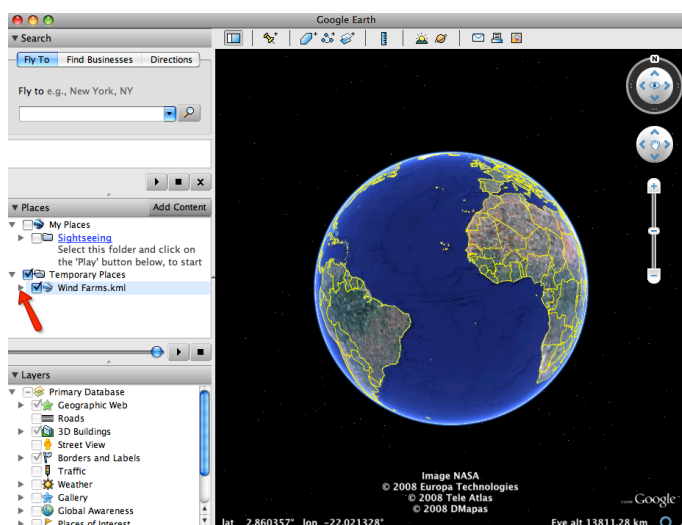 Google Earth
Search
Fly To Find Businesses Directions
Fly to e.g., New York, NY
N
Places Add Content
My Places
Sightseeing
Select this folder and click on
the 'Play' button below, to start
Temporary Places
Wind Farms.kml
Layers
Primary Database
Geographic Web
Roads
3D Buildings
Street View
Borders and Labels
Traffic
Weather
Gallery
Global Awareness
Places of Interest
Image NASA
© 2008 Europa Technologies
© 2008 Tele Atlas
© 2008 DMapas
Google
lat 2.860357° lon -22.021328° Eye alt 13811.28 km